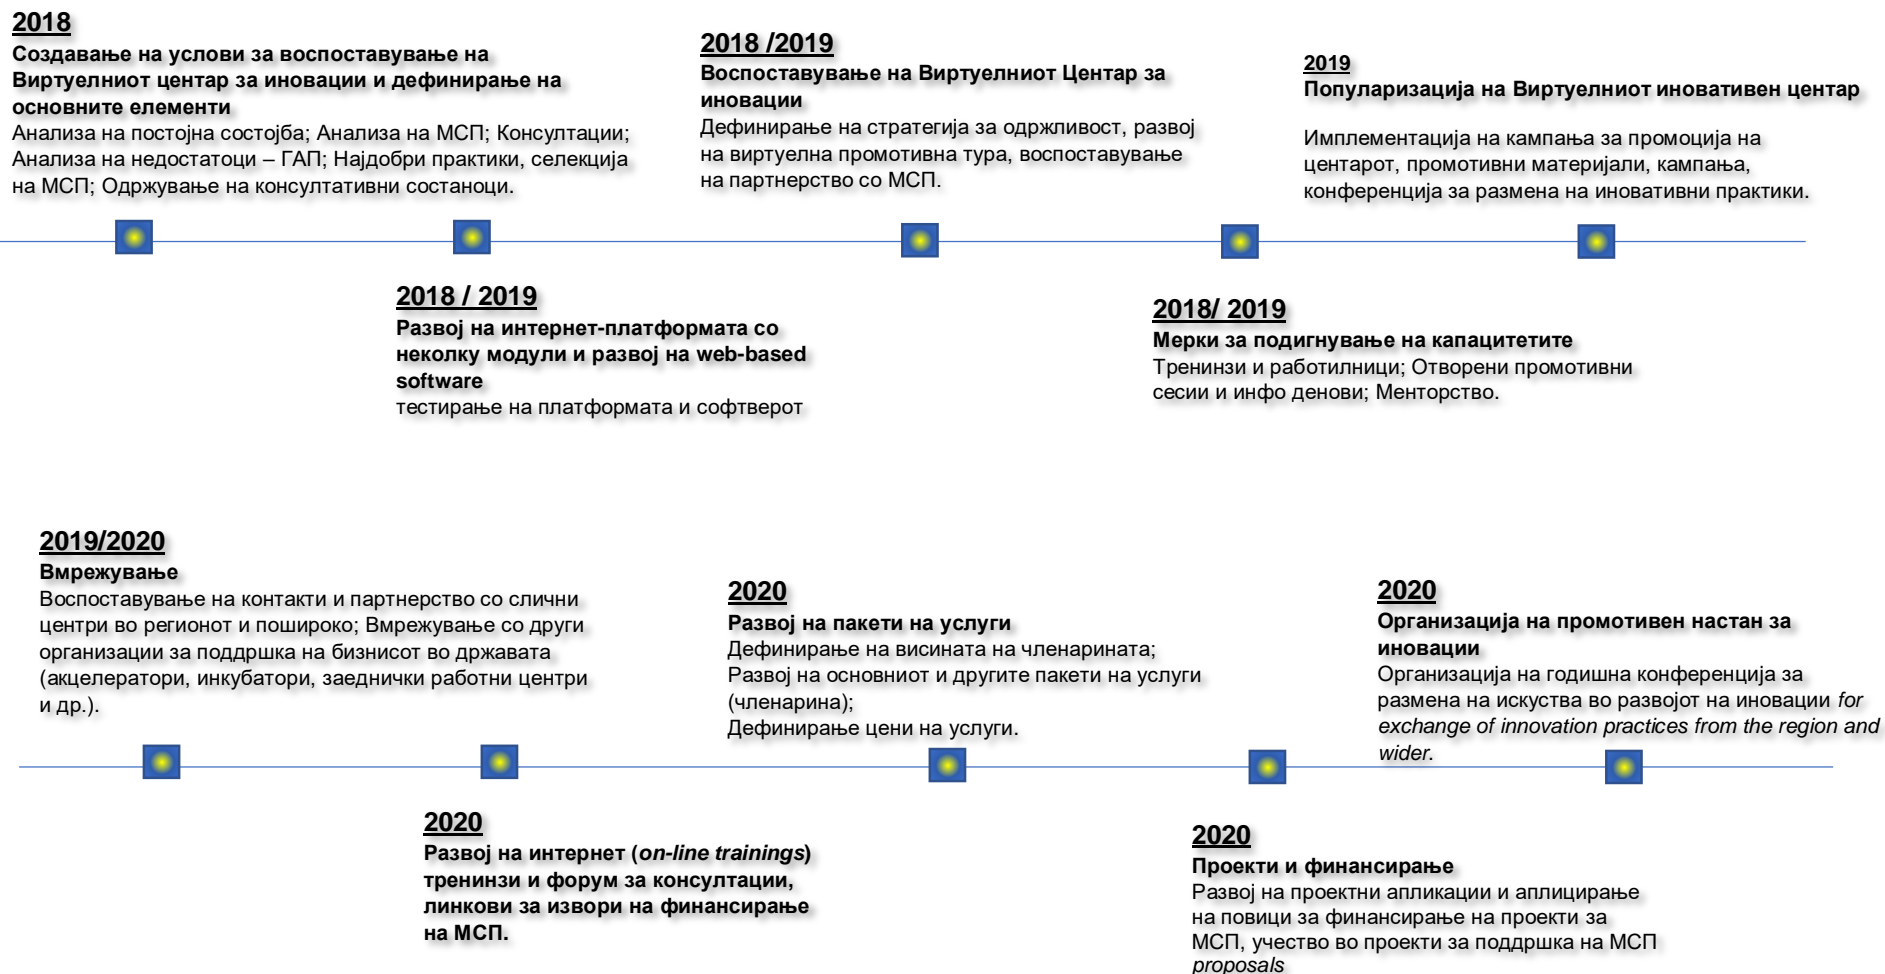 2018
Создавање на услови за воспоставување на
Виртуелниот центар за иновации и дефинирање на
основните елементи
Анализа на постојна состојба; Анализа на МСП; Консултации;
Анализа на недостатоци – ГАП; Најдобри практики, селекција
на МСП; Одржување на консултативни состаноци.
2018 / 2019
Развој на интернет-платформата со
неколку модули и развој на web-based
software
тестирање на платформата и софтверот
2018 /2019
Воспоставување на Виртуелниот Центар за
иновации
Дефинирање на стратегија за одржливост, развој
на виртуелна промотивна тура, воспоставување
на партнерство со МСП.
2018/ 2019
Мерки за подигнување на капацитетите
Тренинзи и работилници; Отворени промотивни
сесии и инфо денови; Менторство.
2019
Популаризација на Виртуелниот иновативен центар
Имплементација на кампања за промоција на
центарот, промотивни материјали, кампања,
конференција за размена на иновативни практики.
2019/2020
Вмрежување
Воспоставување на контакти и партнерство со слични
центри во регионот и пошироко; Вмрежување со други
организации за поддршка на бизнисот во државата
(акцелератори, инкубатори, заеднички работни центри
и др.).
2020
Развој на интернет (on-line trainings)
тренинзи и форум за консултации,
линкови за извори на финансирање
на МСП.
2020
Развој на пакети на услуги
Дефинирање на висината на членарината;
Развој на основниот и другите пакети на услуги
(членарина);
Дефинирање цени на услуги.
2020
Проекти и финансирање
Развој на проектни апликации и аплицирање
на повици за финансирање на проекти за
МСП, учество во проекти за поддршка на МСП
proposals
2020
Организација на промотивен настан за
иновации
Организација на годишна конференција за
размена на искуства во развојот на иновации for
exchange of innovation practices from the region and
wider.